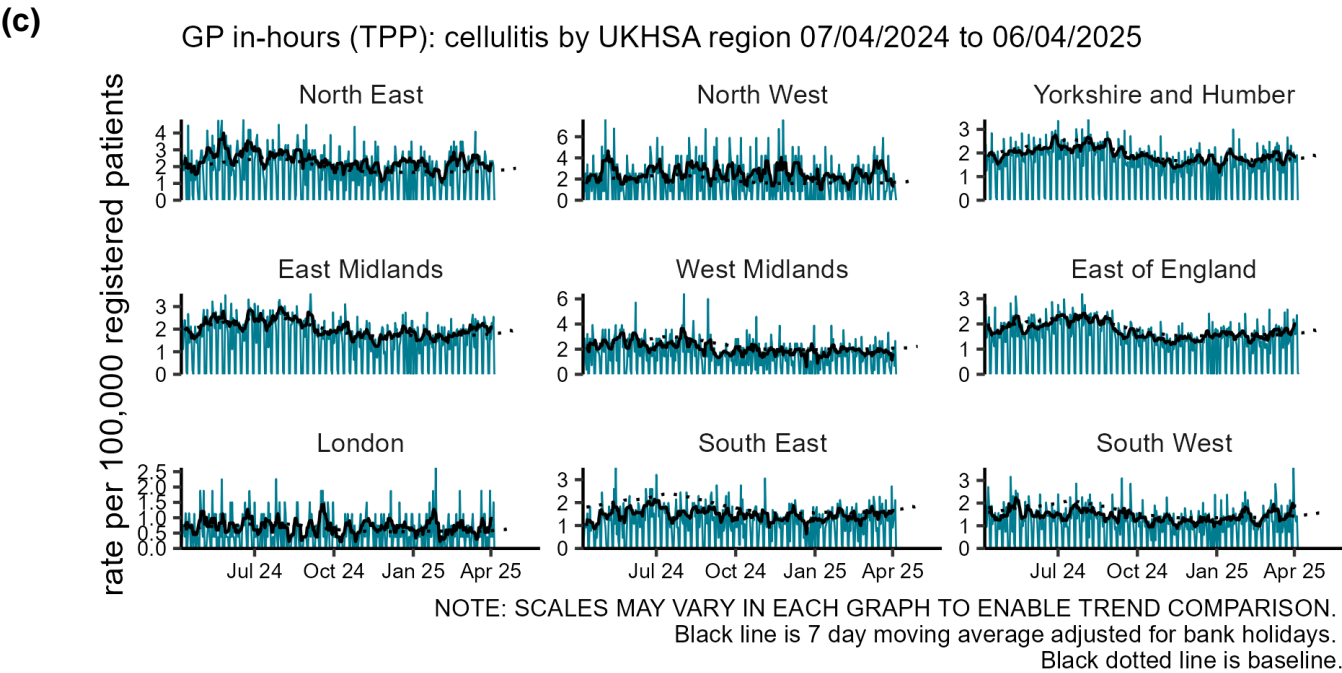 (c)
GP in-hours (TPP): cellulitis by UKHSA region 07/04/2024 to 06/04/2025
rate per 100,000 registered patients
North East
4
3
2
1
0
North West
6
4
2
0
Yorkshire and Humber
3
2
1
0
East Midlands
3
2
1
0
West Midlands
6
4
2
0
East of England
3
2
1
0
London
2.5
2.0
1.5
1.0
0.5
0.0
Jul 24 Oct 24 Jan 25 Apr 25
South East
3
2
1
0
Jul 24 Oct 24 Jan 25 Apr 25
South West
3
2
1
0
Jul 24 Oct 24 Jan 25 Apr 25
NOTE: SCALES MAY VARY IN EACH GRAPH TO ENABLE TREND COMPARISON.
Black line is 7 day moving average adjusted for bank holidays.
Black dotted line is baseline.